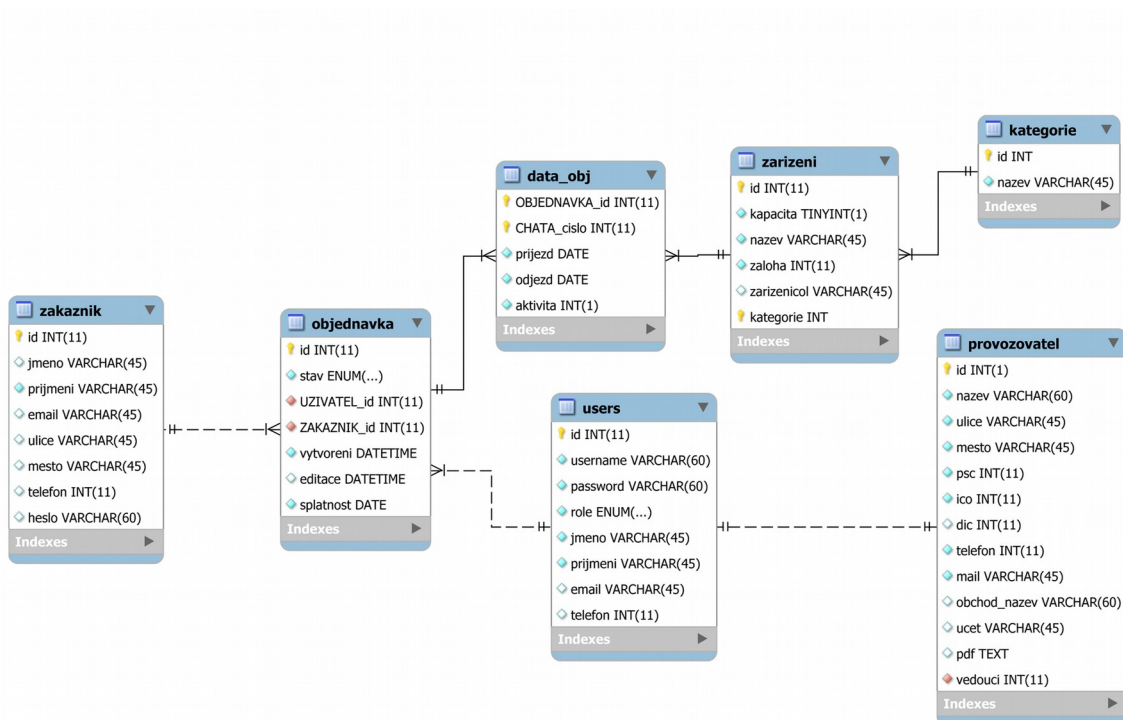 zakaznik
id INT(11)
jmeno VARCHAR(45)
prijmeni VARCHAR(45)
email VARCHAR(45)
ulice VARCHAR(45)
mesto VARCHAR(45)
telefon INT(11)
heslo VARCHAR(60)
Indexes
objednavka
id INT(11)
stav ENUM(...)
UZIVATEL_id INT(11)
ZAKAZNIK_id INT(11)
vytvoreni DATETIME
editace DATETIME
splatnost DATE
Indexes
data_obj
OBJEDNAVKA_id INT(11)
CHATA_cislo INT(11)
prijezd DATE
odjezd DATE
aktivita INT(1)
Indexes
users
id INT(11)
username VARCHAR(60)
password VARCHAR(60)
role ENUM(...)
jmeno VARCHAR(45)
prijmeni VARCHAR(45)
email VARCHAR(45)
telefon INT(11)
Indexes
zarizeni
id INT(11)
kapacita TINYINT(1)
nazev VARCHAR(45)
zaloha INT(11)
zarizenicol VARCHAR(45)
kategorie INT
Indexes
kategorie
id INT
nazev VARCHAR(45)
Indexes
provozovatel
id INT(1)
nazev VARCHAR(60)
ulice VARCHAR(45)
mesto VARCHAR(45)
psc INT(11)
ico INT(11)
dic INT(11)
telefon INT(11)
mail VARCHAR(45)
obchod_nazev VARCHAR(60)
ucet VARCHAR(45)
pdf TEXT
vedouci INT(11)
Indexes